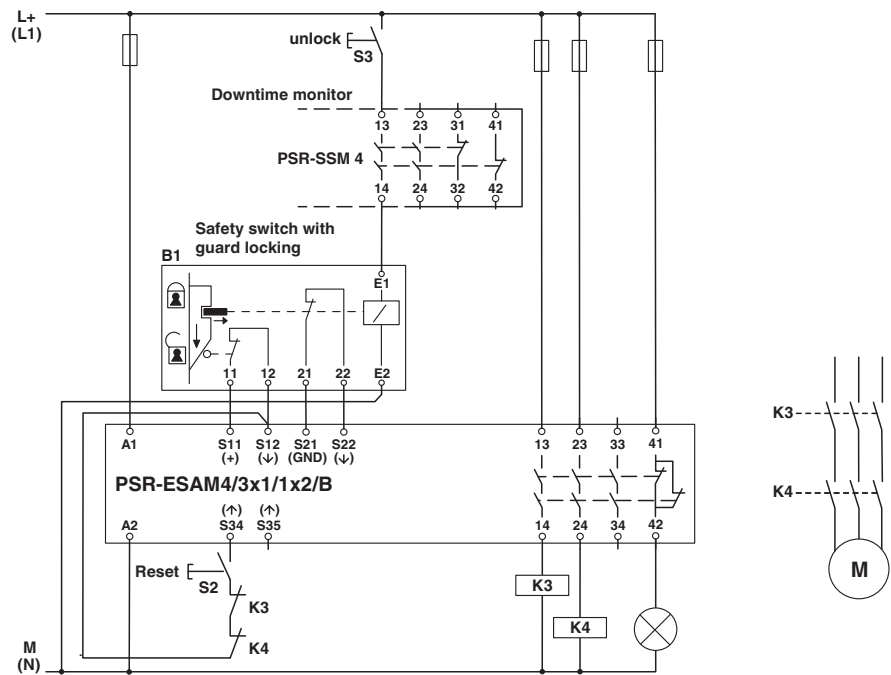 L+
(L1)
unlock
S3
Downtime monitor
13 23 31 41
PSR-SSM 4
14 24 32 42
Safety switch with
guard locking
B1
E1
11 12 21 22 E2
K3
A1 S11 S12 S21 S22 13 23 33 41
(+) (↓) (GND) (↓)
K4
PSR-ESAM4/3x1/1x2/B
(↑) (↑)
A2 S34 S35 14 24 34 42
Reset
S2
K3
M
K3
K4
K4
M
(N)